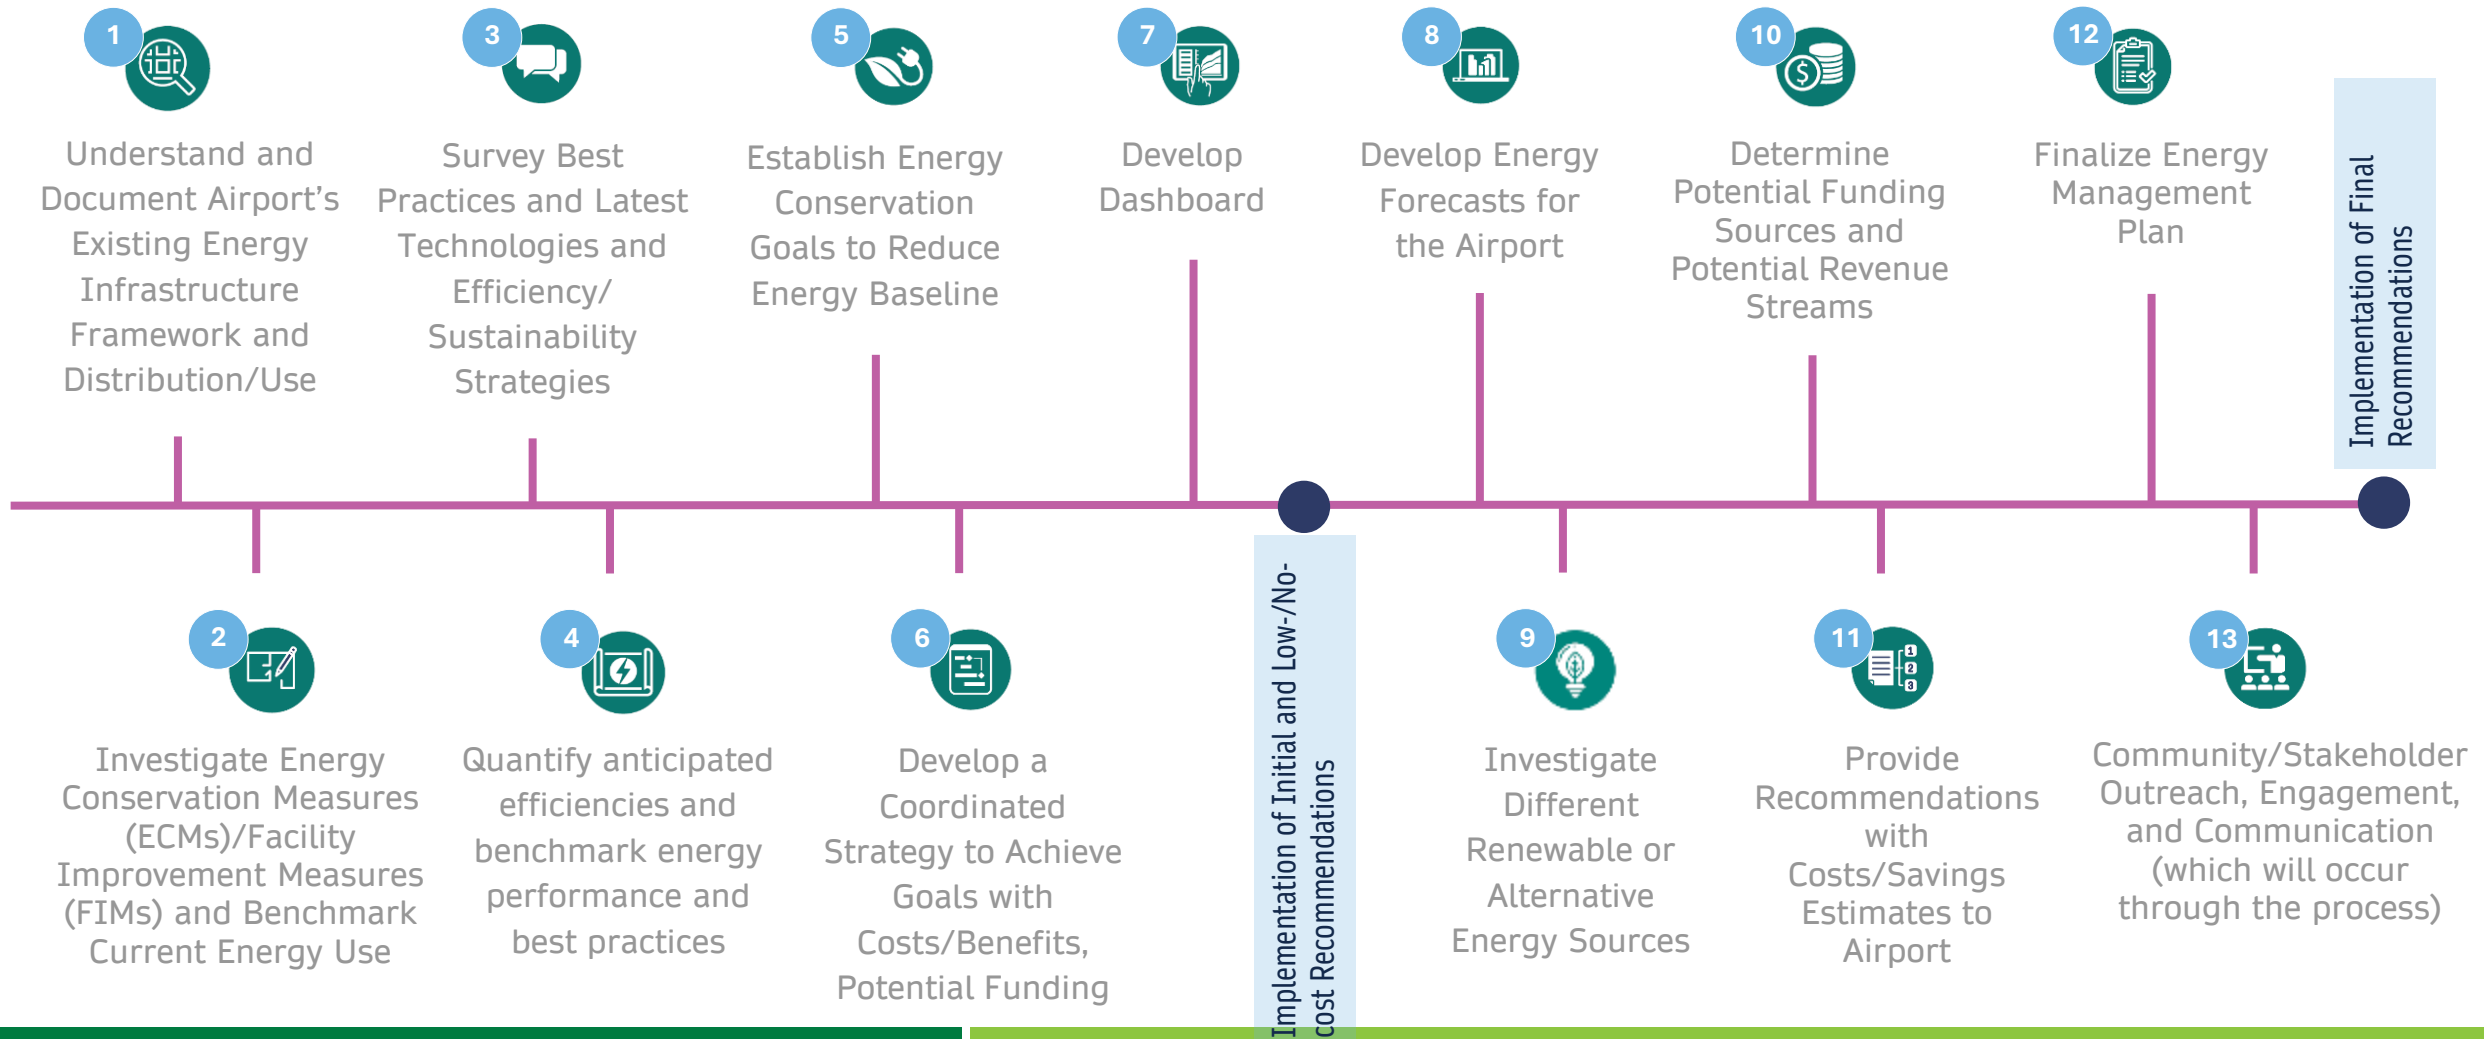 1
Understand and
Document Airport's
Existing Energy
Infrastructure
Framework and
Distribution/Use
2
Investigate Energy
Conservation Measures
(ECMs)/Facility
Improvement Measures
(FIMs) and Benchmark
Current Energy Use
3
Survey Best
Practices and Latest
Technologies and
Efficiency/
Sustainability
Strategies
4
Quantify anticipated
efficiencies and
benchmark energy
performance and
best practices
5
Establish Energy
Conservation
Goals to Reduce
Energy Baseline
6
Develop a
Coordinated
Strategy to Achieve
Goals with
Costs/Benefits,
Potential Funding
7
Develop
Dashboard
Implementation of Initial and Low-/No-
cost Recommendations
8
Develop Energy
Forecasts for
the Airport
9
Investigate
Different
Renewable or
Alternative
Energy Sources
10
$
Determine
Potential Funding
Sources and
Potential Revenue
Streams
11
1
2
3
Provide
Recommendations
with
Costs/Savings
Estimates to
Airport
12
Finalize Energy
Management
Plan
13
Community/Stakeholder
Outreach, Engagement,
and Communication
(which will occur
through the process)
Implementation of Final
Recommendations